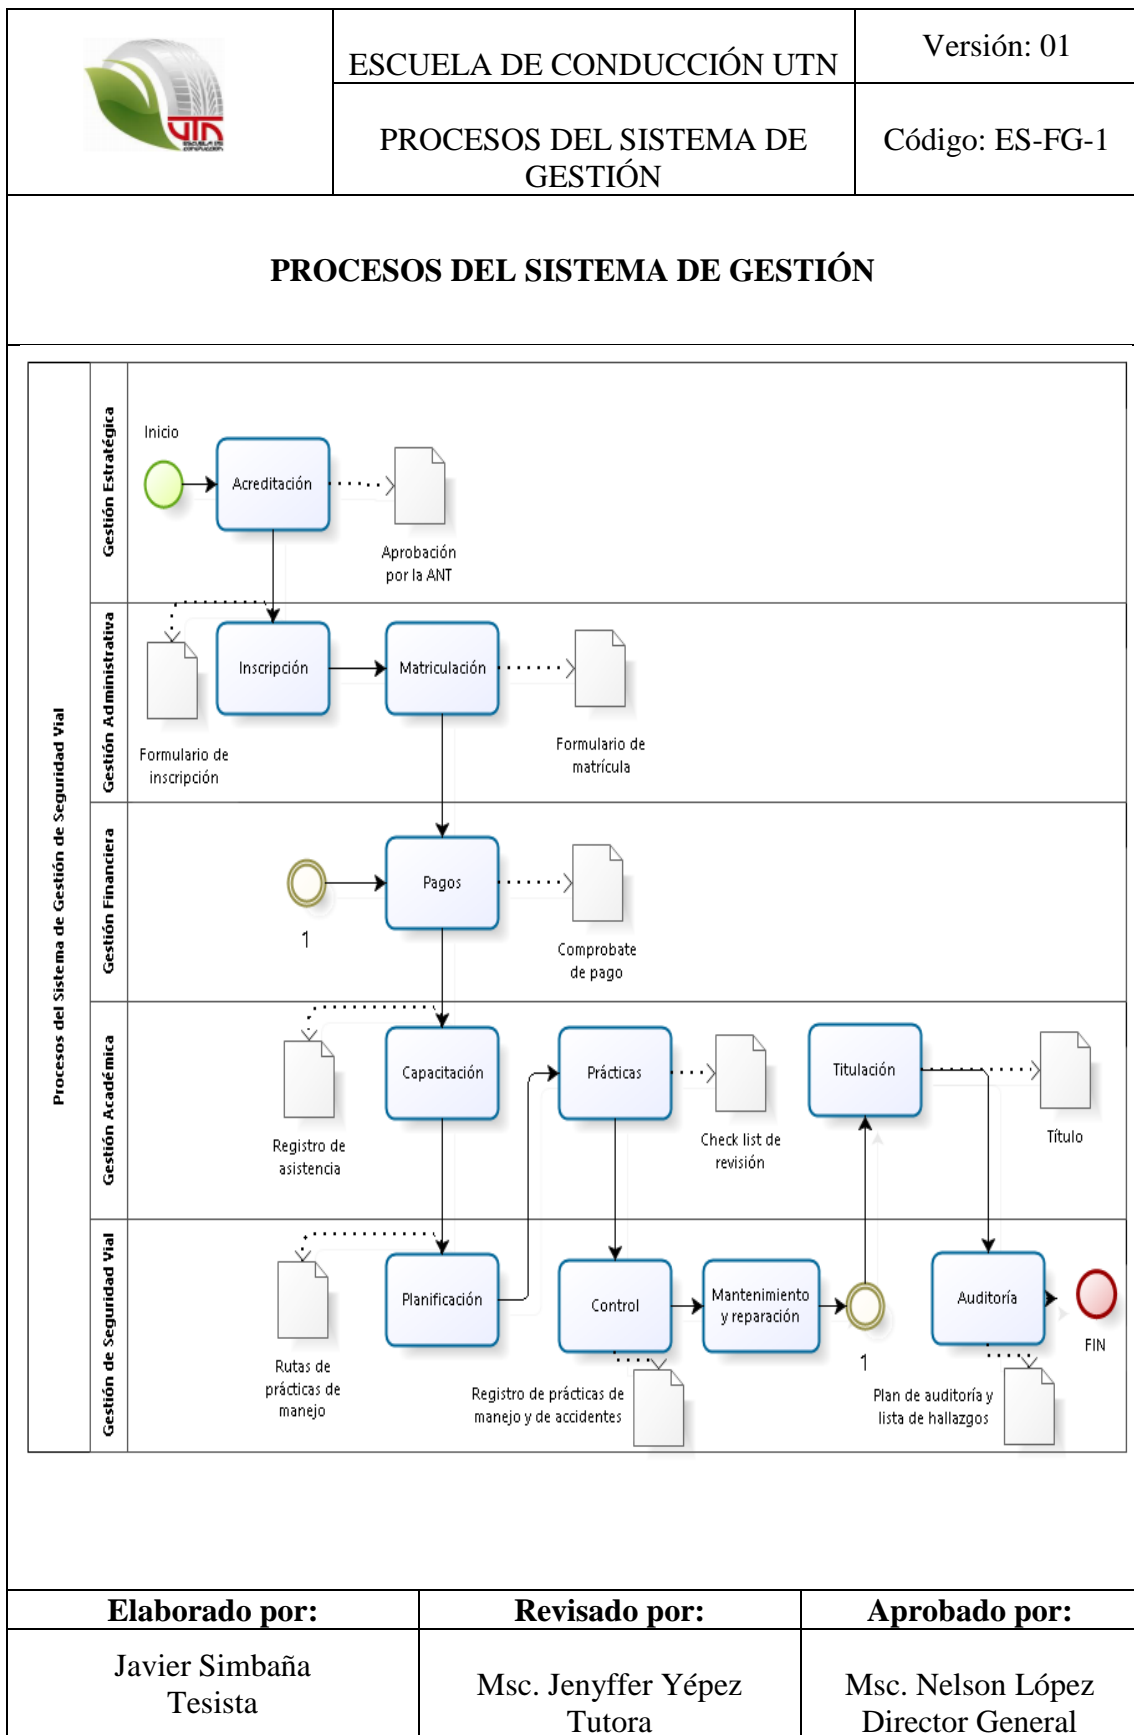 UTN
ESCUELA DE
CONDUCCIÓN
ESCUELA DE CONDUCCIÓN UTN
Versión: 01
PROCESOS DEL SISTEMA DE
GESTIÓN
Código: ES-FG-1
PROCESOS DEL SISTEMA DE GESTIÓN
Procesos del Sistema de Gestión de Seguridad Vial
Gestión Estratégica
Inicio
Acreditación
Aprobación
por la ANT
Gestión Administrativa
Inscripción
Matriculación
Formulario de
inscripción
Formulario de
matrícula
Gestión Financiera
1
Pagos
Comprobate
de pago
Gestión Académica
Capacitación
Prácticas
Titulación
Registro de
asistencia
Check list de
revisión
Título
Gestión de Seguridad Vial
Planificación
Control
Mantenimiento
y reparación
1
Auditoría
FIN
Rutas de
prácticas de
manejo
Registro de prácticas de
manejo y de accidentes
Plan de auditoría y
lista de hallazgos
Elaborado por:
Revisado por:
Aprobado por:
Javier Simbaña
Tesista
Msc. Jenyffer Yépez
Tutora
Msc. Nelson López
Director General